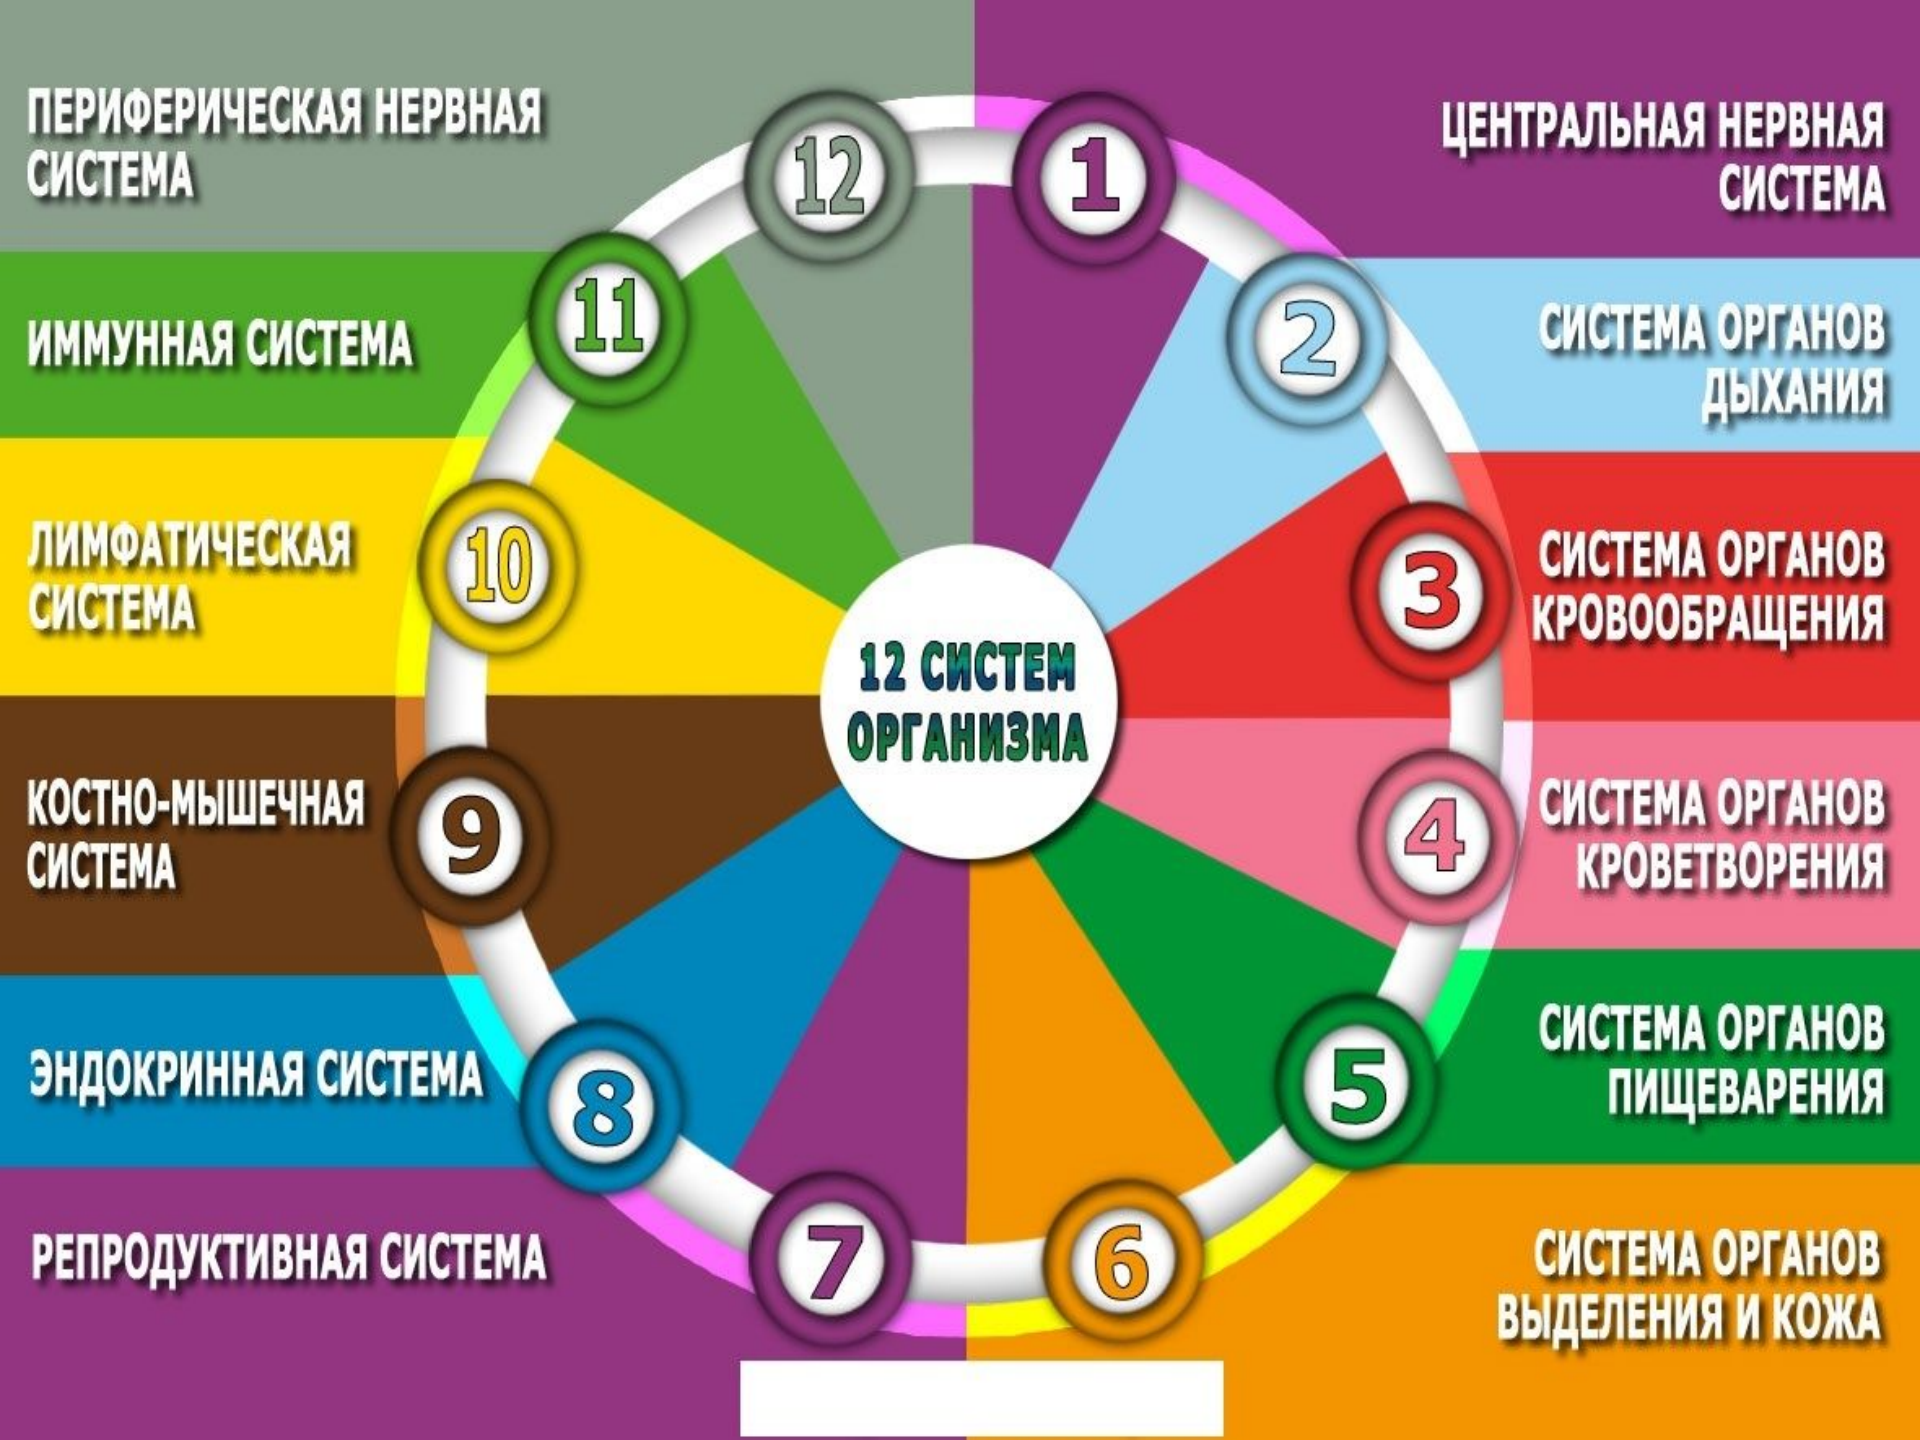 ПЕРИФЕРИЧЕСКАЯ НЕРВНАЯ
СИСТЕМА
ИММУННАЯ СИСТЕМА
ЛИМФАТИЧЕСКАЯ
СИСТЕМА
КОСТНО-МЫШЕЧНАЯ
СИСТЕМА
ЭНДОКРИННАЯ СИСТЕМА
РЕПРОДУКТИВНАЯ СИСТЕМА
12
11
10
9
8
7
12 СИСТЕМ
ОРГАНИЗМА
1
2
3
4
5
6
ЦЕНТРАЛЬНАЯ НЕРВНАЯ
СИСТЕМА
СИСТЕМА ОРГАНОВ
ДЫХАНИЯ
СИСТЕМА ОРГАНОВ
КРОВООБРАЩЕНИЯ
СИСТЕМА ОРГАНОВ
КРОВЕТВОРЕНИЯ
СИСТЕМА ОРГАНОВ
ПИЩЕВАРЕНИЯ
СИСТЕМА ОРГАНОВ
ВЫДЕЛЕНИЯ И КОЖА